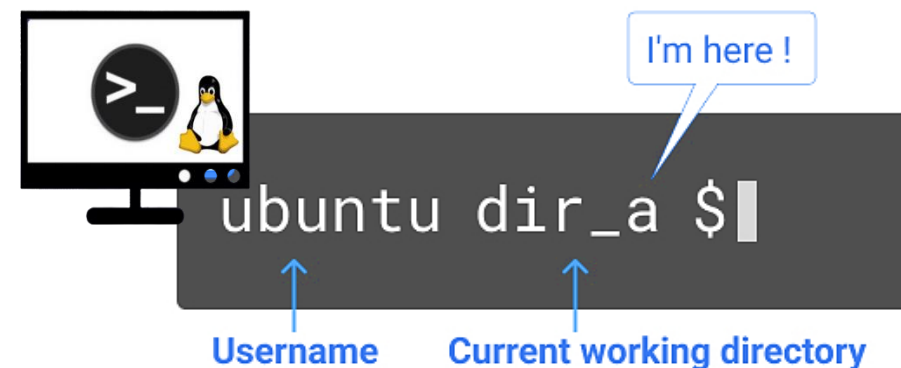 I'm here !
>_
ubuntu dir_a $
Username
Current working directory